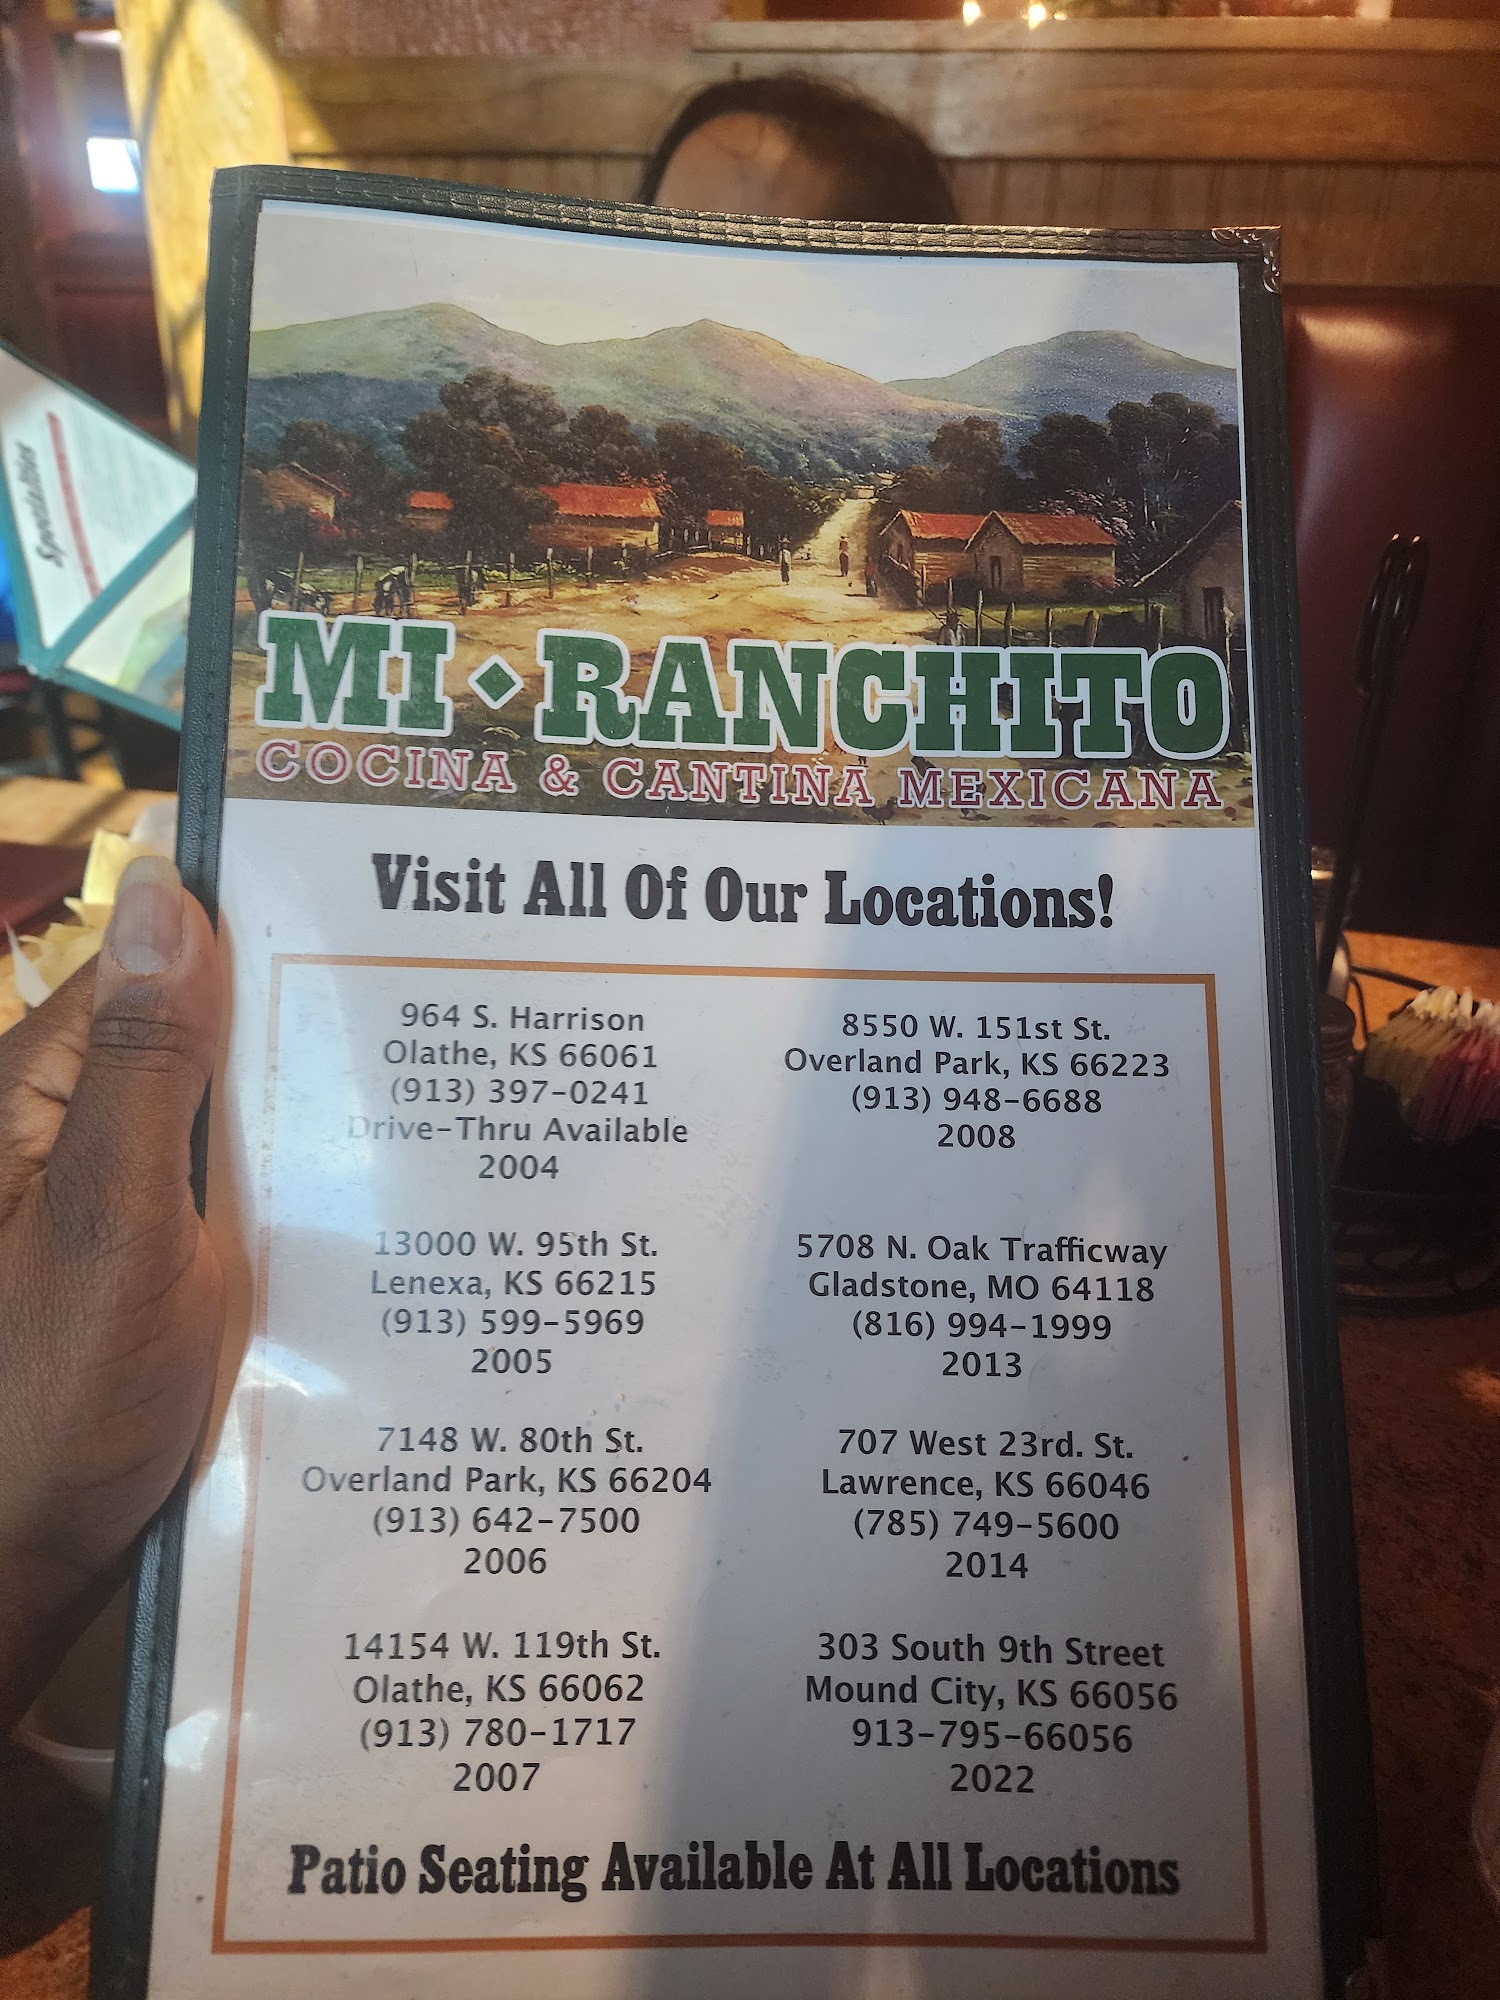 Specialties
MI RANCHITO
COCINA & CANTINA MEXICANA
Visit All Of Our Locations!
964 S. Harrison
Olathe, KS 66061
(913) 397-0241
Drive-Thru Available
2004
13000 W. 95th St.
Lenexa, KS 66215
(913) 599-5969
2005
7148 W. 80th St.
Overland Park, KS 66204
(913) 642-7500
2006
14154 W. 119th St.
Olathe, KS 66062
(913) 780-1717
2007
8550 W. 151st St.
Overland Park, KS 66223
(913) 948-6688
2008
5708 N. Oak Trafficway
Gladstone, MO 64118
(816) 994-1999
2013
707 West 23rd. St.
Lawrence, KS 66046
(785) 749-5600
2014
303 South 9th Street
Mound City, KS 66056
913-795-66056
2022
Patio Seating Available At All Locations